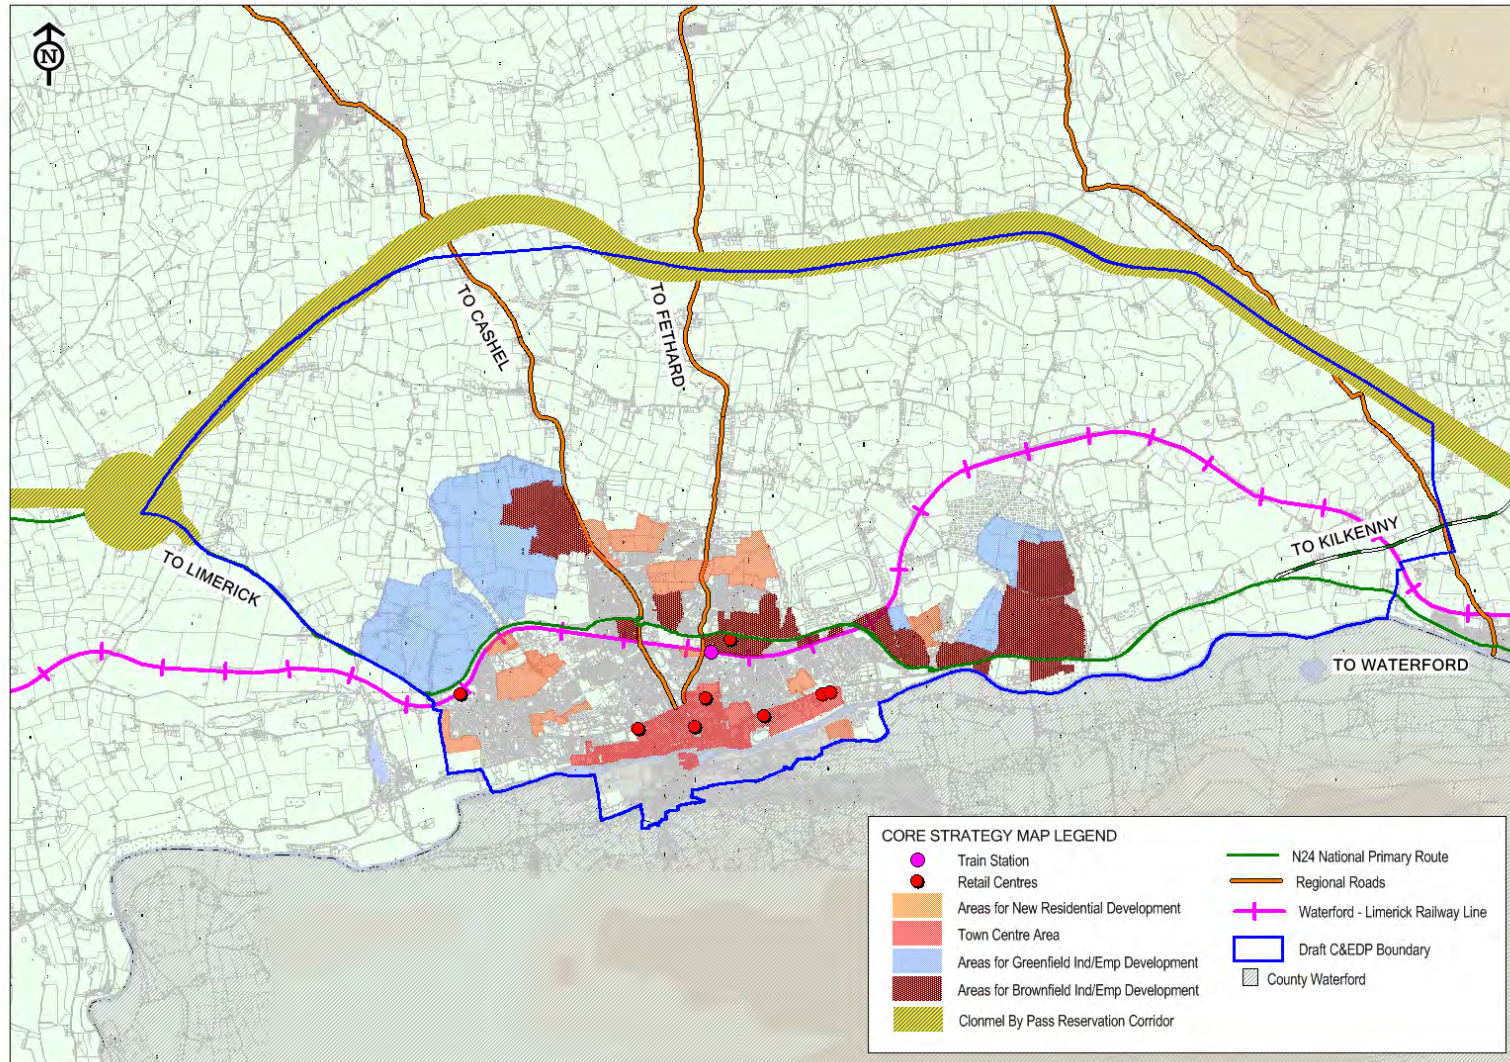 N
TO CASHEL
TO FETHARD
TO LIMERICK
TO KILKENNY
TO WATERFORD
CORE STRATEGY MAP LEGEND
Train Station
Retail Centres
Areas for New Residential Development
Town Centre Area
Areas for Greenfield Ind/Emp Development
Areas for Brownfield Ind/Emp Development
Clonmel By Pass Reservation Corridor
N24 National Primary Route
Regional Roads
Waterford - Limerick Railway Line
Draft C&EDP Boundary
County Waterford